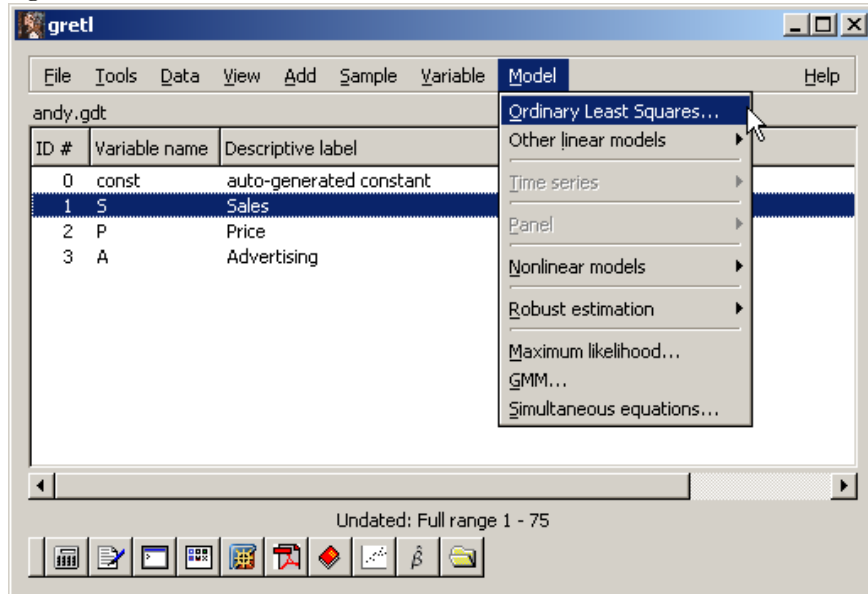 gretl
File Tools Data View Add Sample Variable Model Help
andy.gdt
ID # Variable name Descriptive label
0 const auto-generated constant
1 S Sales
2 P Price
3 A Advertising
Ordinary Least Squares...
Other linear models
Time series
Panel
Nonlinear models
Robust estimation
Maximum likelihood...
GMM...
Simultaneous equations...
Undated: Full range 1 - 75
β̂